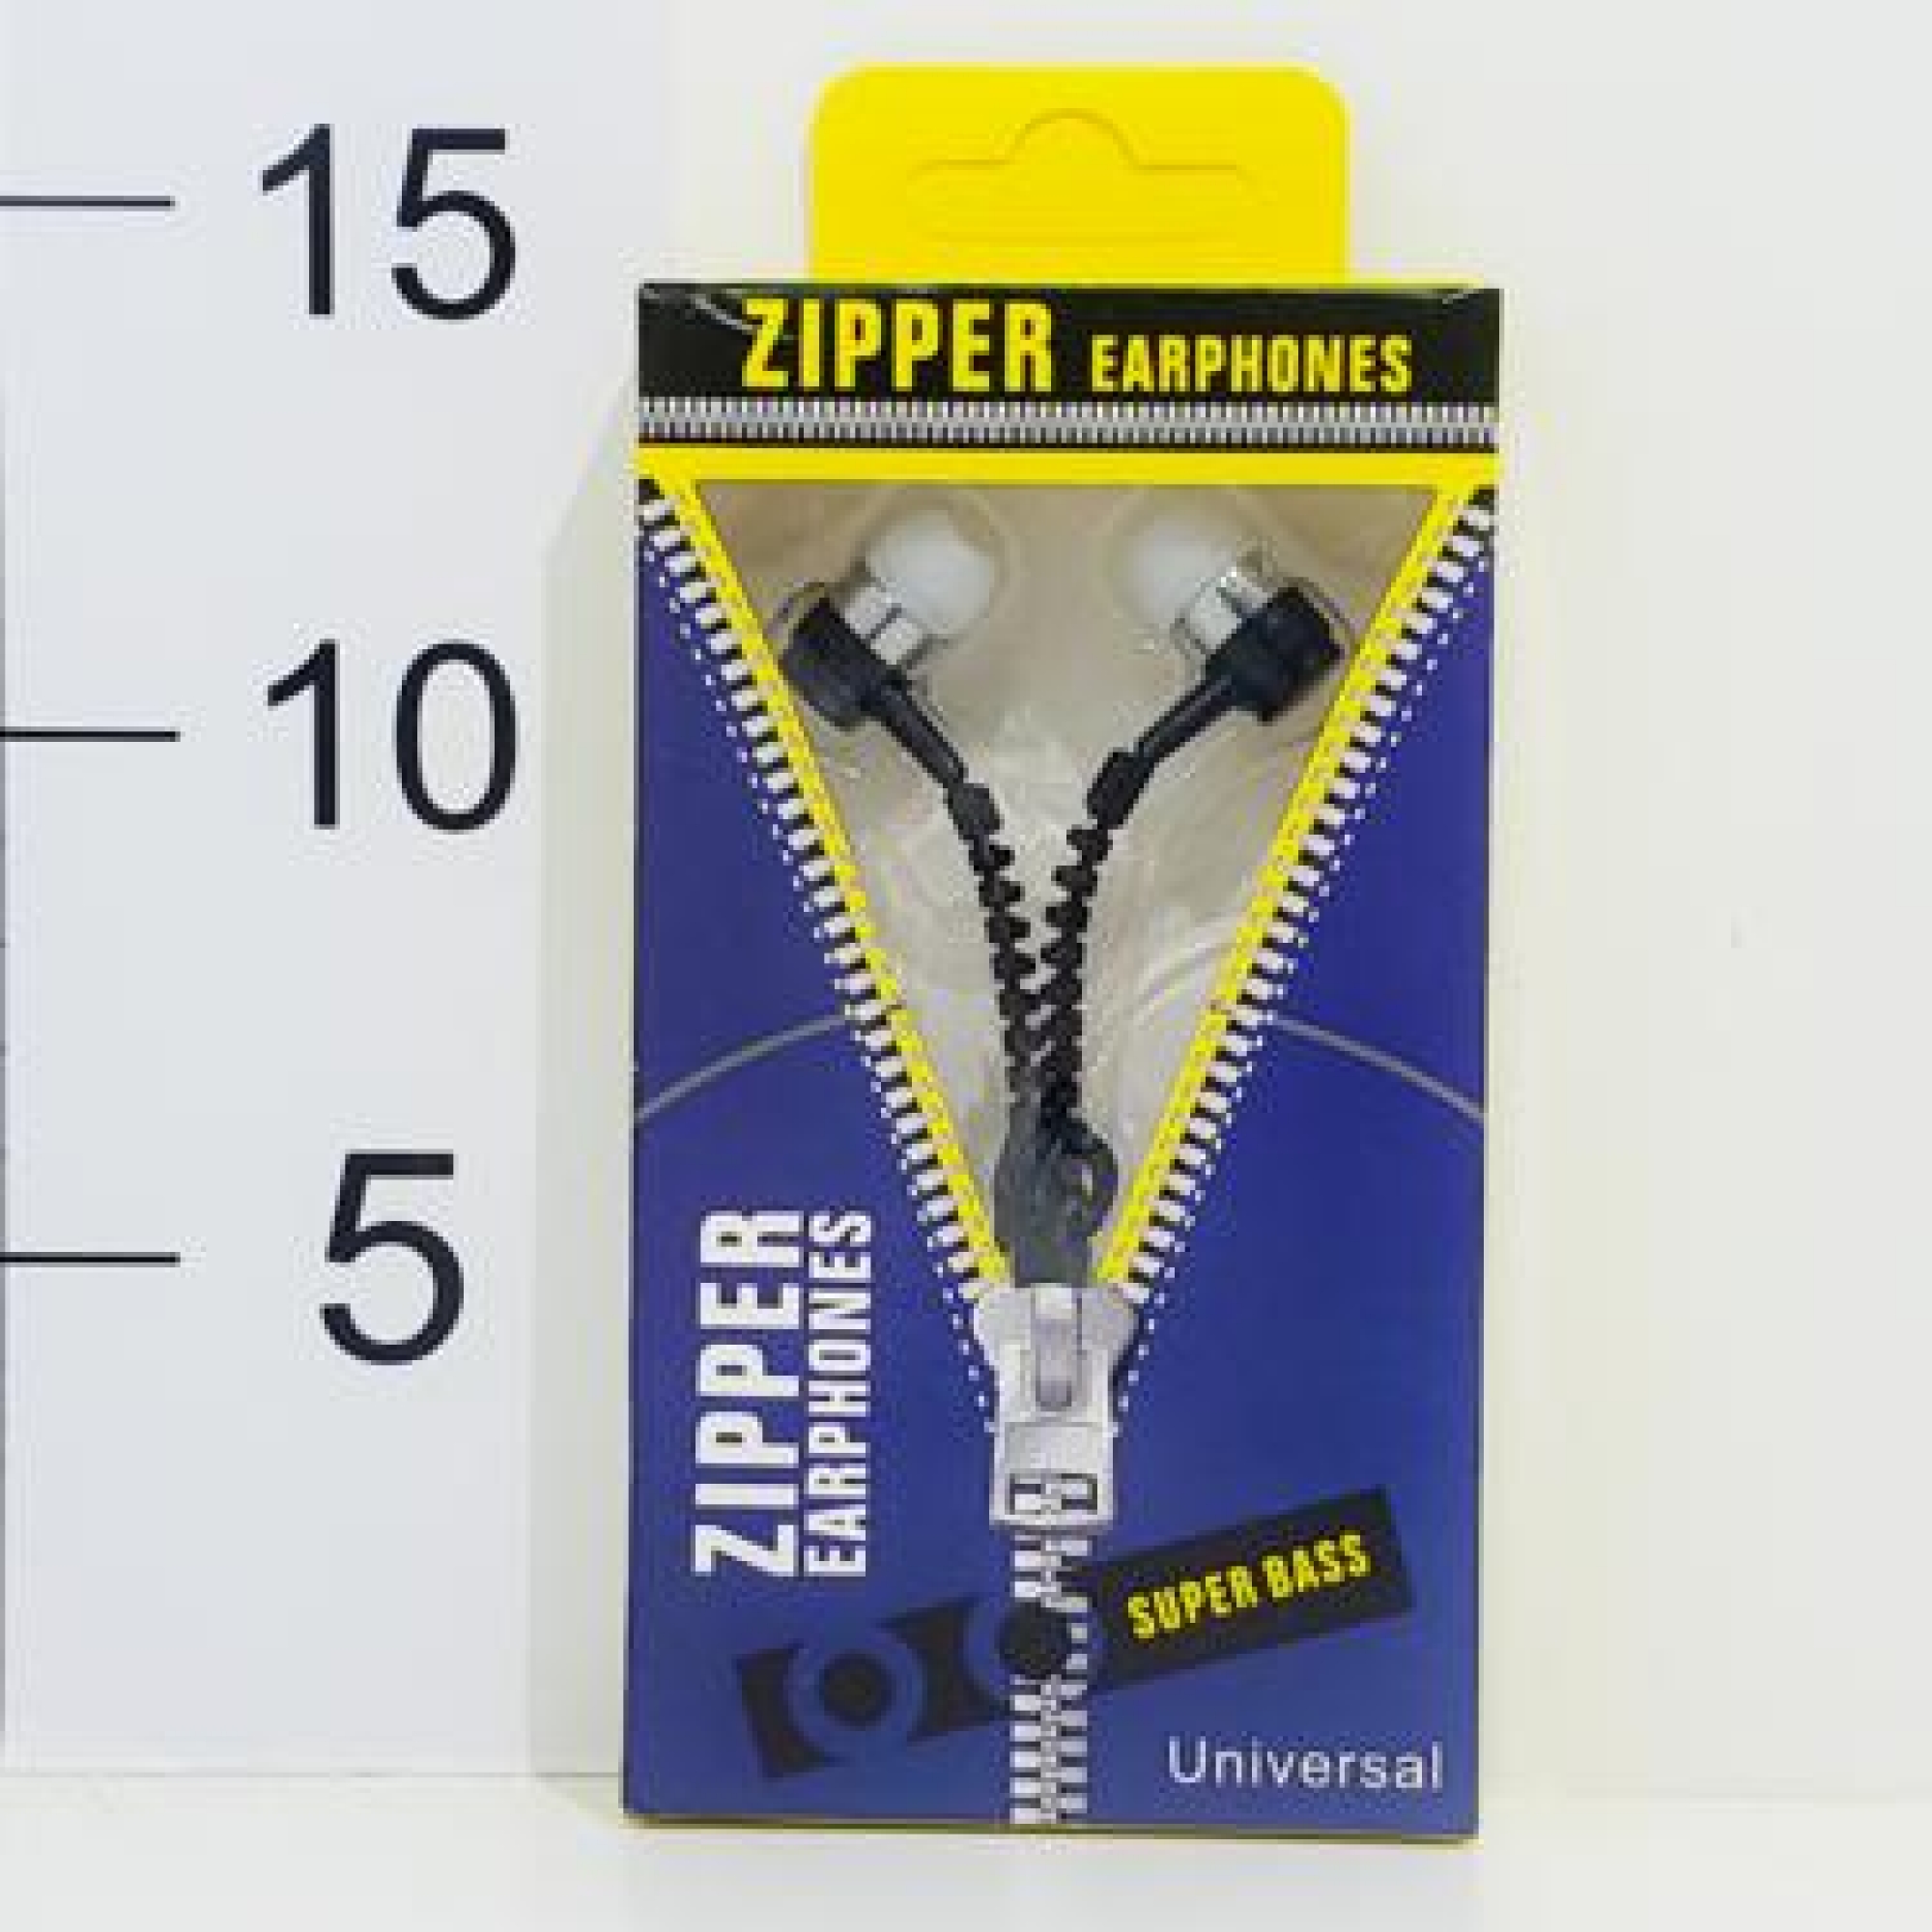 15
ZIPPER EARPHONES
10
5
ZIPPER
EARPHONES
SUPER BASS
Universal